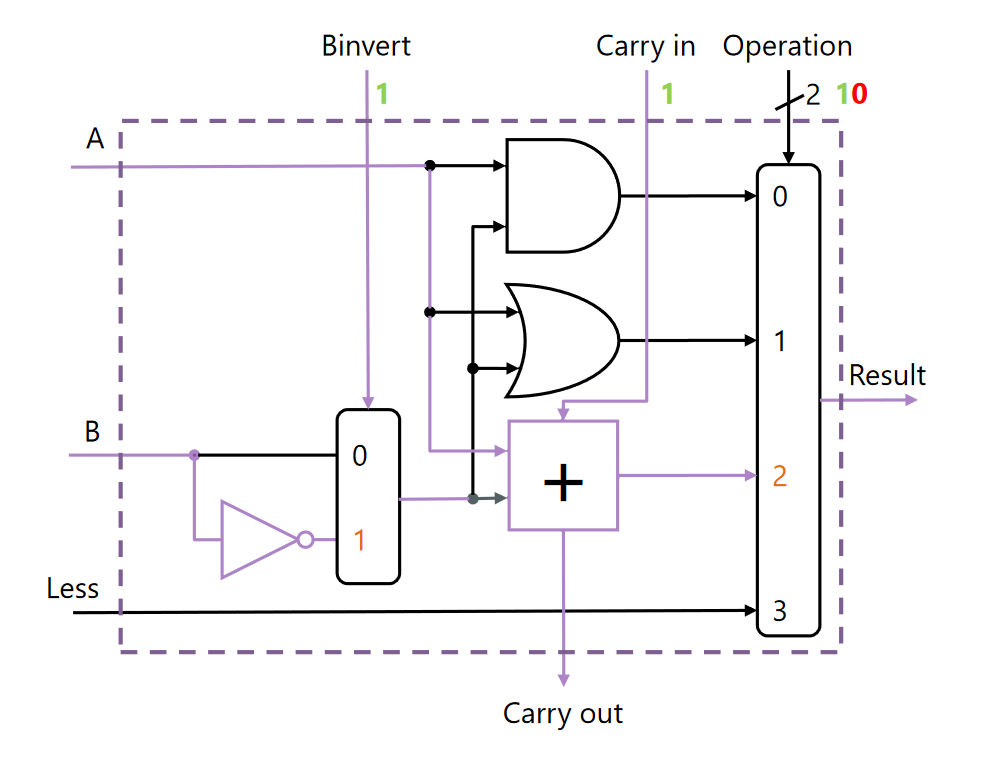 Binvert
Carry in
Operation
1
1
2
10
A
0
1
Result
B
0
2
+
1
Less
3
Carry out